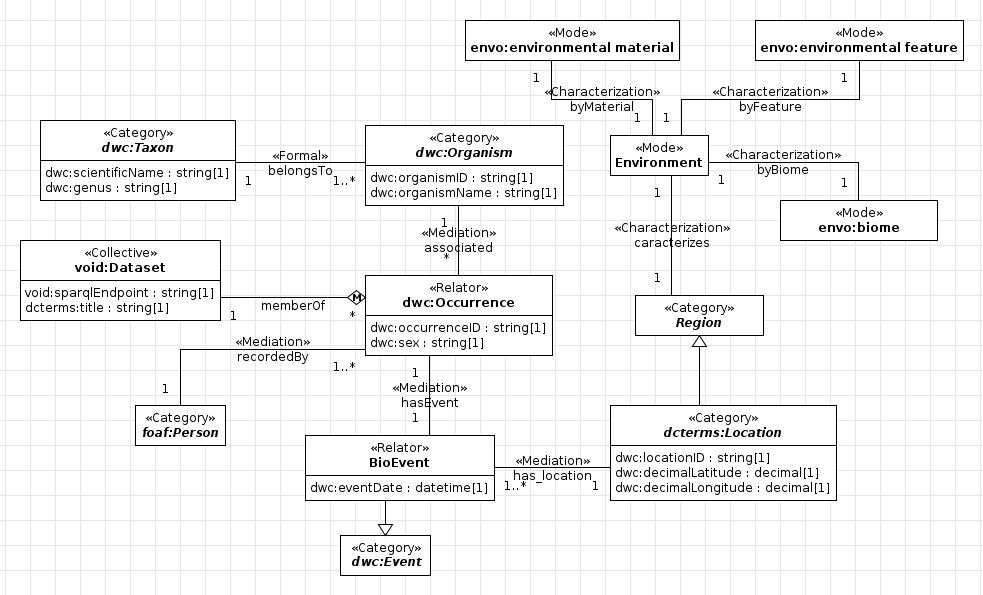 «Mode»
envo:environmental material
«Mode»
envo:environmental feature
1
«Characterization»
byMaterial
1
1
«Characterization»
byFeature
1
«Category»
dwc:Taxon
dwc:scientificName : string[1]
dwc:genus : string[1]
«Formal»
belongsTo
1
1..*
«Category»
dwc:Organism
dwc:organismID : string[1]
dwc:organismName : string[1]
«Mode»
Environment
«Characterization»
byBiome
1
1
«Mode»
envo:biome
1
«Mediation»
associated
*
1
«Characterization»
caracterizes
1
«Collective»
void:Dataset
void:sparqlEndpoint : string[1]
dcterms:title : string[1]
M
memberOf
1
*
«Relator»
dwc:Occurrence
dwc:occurrenceID : string[1]
dwc:sex : string[1]
«Category»
Region
«Mediation»
recordedBy
1..*
1
«Category»
foaf:Person
1
«Mediation»
hasEvent
1
«Relator»
BioEvent
dwc:eventDate : datetime[1]
«Mediation»
has_location
1..*
1
«Category»
dcterms:Location
dwc:locationID : string[1]
dwc:decimalLatitude : decimal[1]
dwc:decimalLongitude : decimal[1]
«Category»
dwc:Event